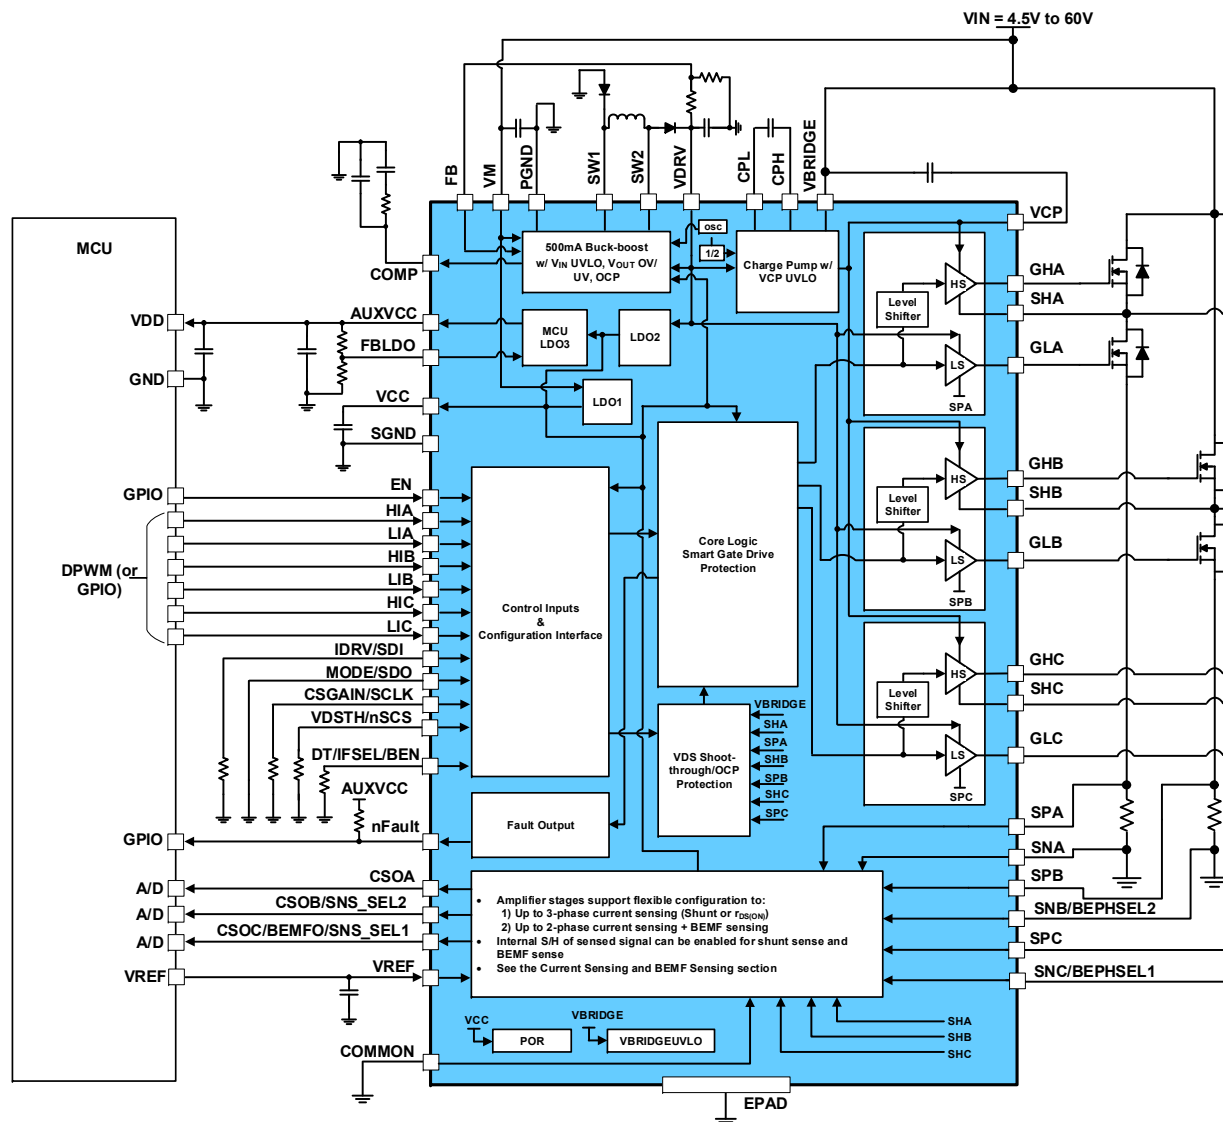 VIN = 4.5V to 60V
FB
VM
PGND
SW1
SW2
VDRV
CPL
CPH
VBRIDGE
MCU
VDD
GND
GPIO
DPWM (or
GPIO)
GPIO
A/D
A/D
A/D
VREF
COMP
AUXVCC
FBLDO
VCC
SGND
EN
HIA
LIA
HIB
LIB
HIC
LIC
IDRV/SDI
MODE/SDO
CSGAIN/SCLK
VDSTH/nSCS
DT/IFSEL/BEN
AUXVCC
nFault
CSOA
CSOB/SNS_SEL2
CSOC/BEMFO/SNS_SEL1
VREF
COMMON
500mA Buck-boost
w/ VIN UVLO, VOUT OV/
UV, OCP
osc
1/2
Charge Pump w/
VCP UVLO
MCU
LDO3
LDO2
LDO1
Control Inputs
&
Configuration Interface
Core Logic
Smart Gate Drive
Protection
VDS Shoot-
through/OCP
Protection
VBRIDGE
SHA
SPA
SHB
SPB
SHC
SPC
Fault Output
• Amplifier stages support flexible configuration to:
1) Up to 3-phase current sensing (Shunt or rDS(ON))
2) Up to 2-phase current sensing + BEMF sensing
• Internal S/H of sensed signal can be enabled for shunt sense and
BEMF sense
• See the Current Sensing and BEMF Sensing section
VCC
POR
VBRIDGE
VBRIDGEUVLO
SHA
SHB
SHC
EPAD
Level
Shifter
HS
LS
SPA
Level
Shifter
HS
LS
SPB
Level
Shifter
HS
LS
SPC
VCP
GHA
SHA
GLA
GHB
SHB
GLB
GHC
SHC
GLC
SPA
SNA
SPB
SNB/BEPHSEL2
SPC
SNC/BEPHSEL1